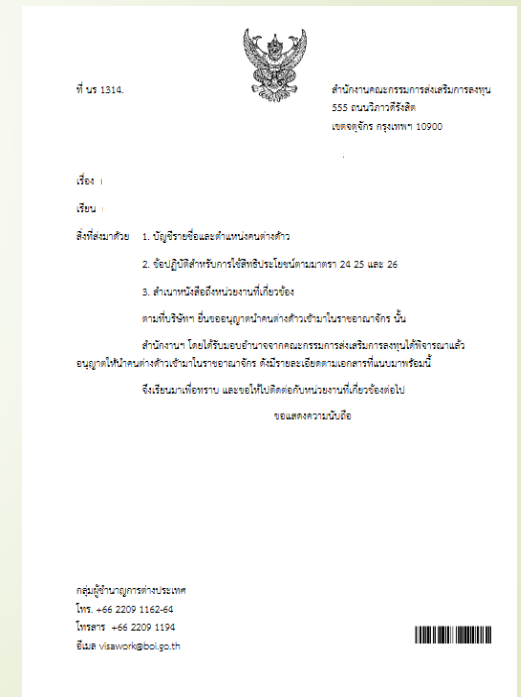 ที่ นร 1314.
สำนักงานคณะกรรมการส่งเสริมการลงทุน
555 ถนนวิภาวดีรังสิต
เขตจตุจักร กรุงเทพฯ 10900
เรื่อง
เรียน
สิ่งที่ส่งมาด้วย 1. บัญชีรายชื่อและตำแหน่งคนต่างด้าว
2. ข้อปฏิบัติสำหรับการใช้สิทธิประโยชน์ตามมาตรา 24 25 และ 26
3. สำเนาหนังสือถึงหน่วยงานที่เกี่ยวข้อง
ตามที่บริษัทฯ ยื่นขออนุญาตนำคนต่างด้าวเข้ามาในราชอาณาจักร นั้น
สำนักงานฯ โดยได้รับมอบอำนาจจากคณะกรรมการส่งเสริมการลงทุนได้พิจารณาแล้ว
อนุญาตให้นำคนต่างด้าวเข้ามาในราชอาณาจักร ดังมีรายละเอียดตามเอกสารที่แนบมาพร้อมนี้
จึงเรียนมาเพื่อทราบ และขอให้ไปติดต่อกับหน่วยงานที่เกี่ยวข้องต่อไป
ขอแสดงความนับถือ
กลุ่มผู้ชำนาญการต่างประเทศ
โทร. +66 2209 1162-64
โทรสาร +66 2209 1194
อีเมล visawork@boi.go.th